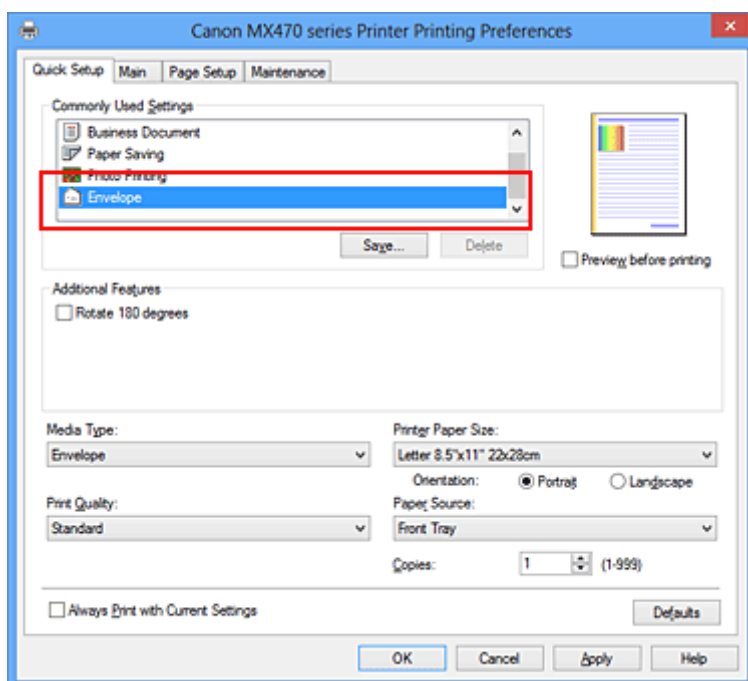 Canon MX470 series Printer Printing Preferences
Quick Setup Main Page Setup Maintenance
Commonly Used Settings
Business Document
Paper Saving
Photo Printing
Envelope
Save... Delete
Preview before printing
Additional Features
Rotate 180 degrees
Media Type: Printer Paper Size:
Envelope Letter 8.5"x11" 22x28cm
Orientation: Portrait Landscape
Print Quality: Paper Source:
Standard Front Tray
Copies: 1 (1-999)
Always Print with Current Settings Defaults
OK Cancel Apply Help